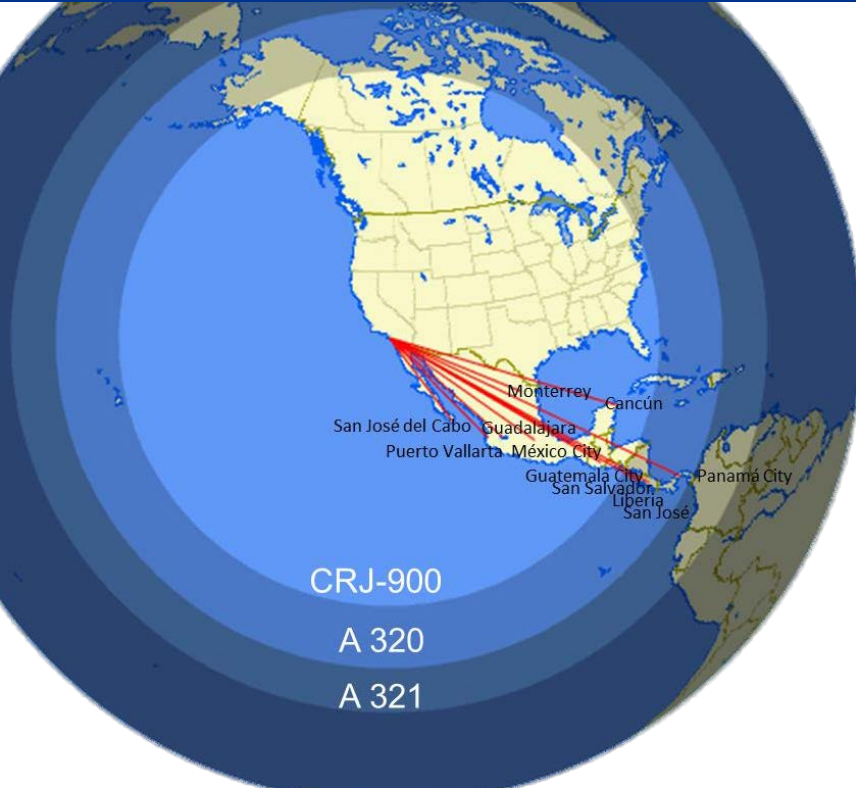 Monterrey
Cancún
San José del Cabo
Guadalajara
Puerto Vallarta
México City
Guatemala City
Panamá City
San Salvador
Liberia
San José
CRJ-900
A 320
A 321